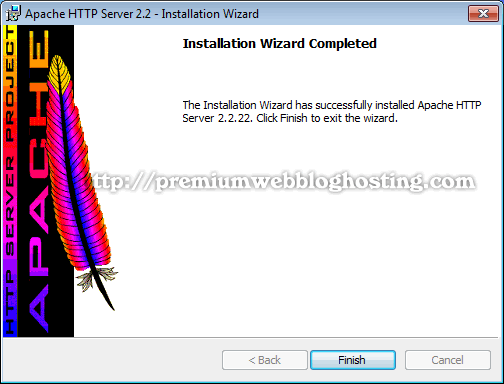 Apache HTTP Server 2.2 - Installation Wizard
Installation Wizard Completed
The Installation Wizard has successfully installed Apache HTTP
Server 2.2.22. Click Finish to exit the wizard.
http://premiumwebbloghosting.com
HTTP SERVER PROJECT
APACHE
< Back
Finish
Cancel